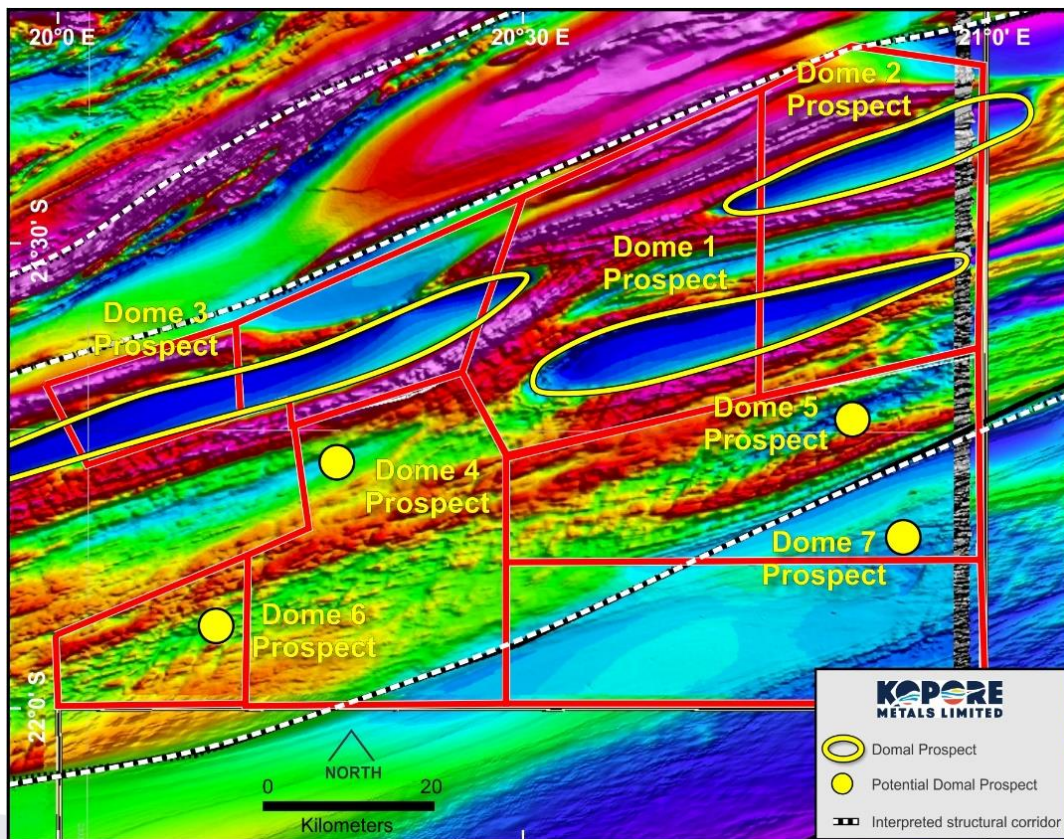 20°0 E
20°30 E
21°0' E
Dome 2
Prospect
21°30' S
Dome 1
Prospect
Dome 3
Prospect
Dome 5
Prospect
Dome 4
Prospect
Dome 7
Prospect
Dome 6
Prospect
22°0' S
NORTH
0 20
Kilometers
KOPORE
METALS LIMITED
Domal Prospect
Potential Domal Prospect
Interpreted structural corridor